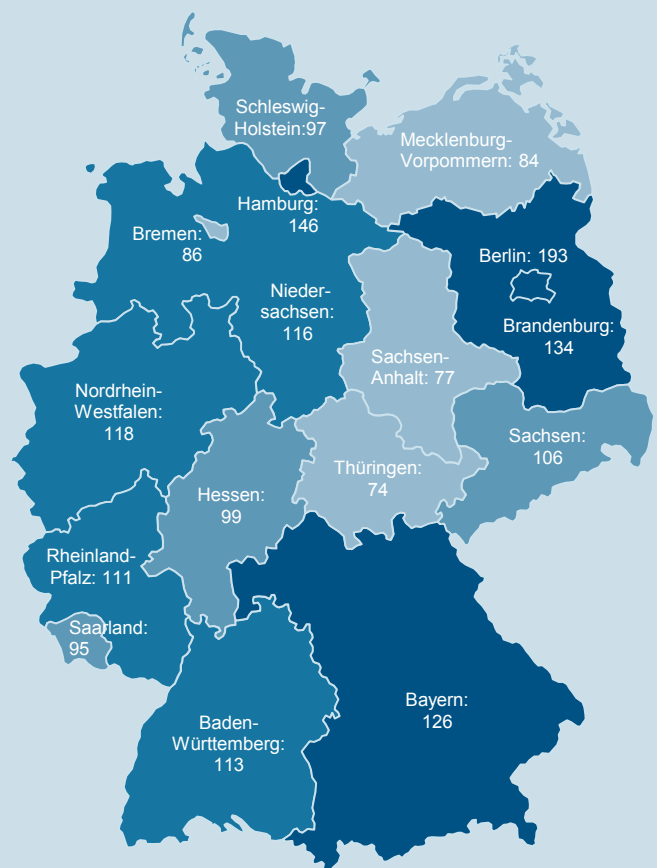 Schleswig-
Holstein:97
Mecklenburg-
Vorpommern: 84
Hamburg:
146
Bremen:
86
Berlin: 193
Nieder-
sachsen:
116
Brandenburg:
134
Sachsen-
Anhalt: 77
Nordrhein-
Westfalen:
118
Sachsen:
106
Thüringen:
74
Hessen:
99
Rheinland-
Pfalz: 111
Saarland:
95
Bayern:
126
Baden-
Württemberg:
113